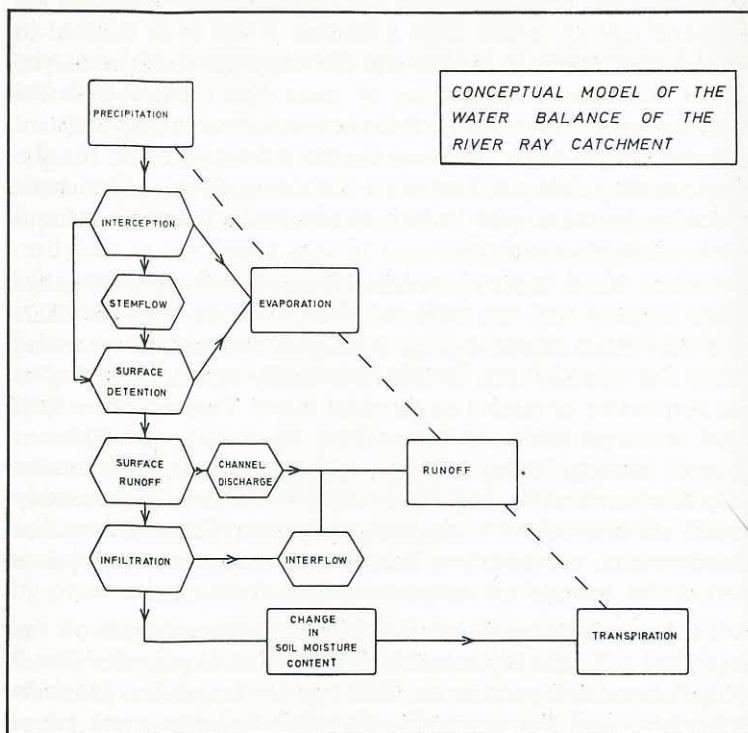 PRECIPITATION
CONCEPTUAL MODEL OF THE
WATER BALANCE OF THE
RIVER RAY CATCHMENT
INTERCEPTION
STEMFLOW
EVAPORATION
SURFACE
DETENTION
SURFACE
RUNOFF
CHANNEL
DISCHARGE
RUNOFF
INFILTRATION
INTERFLOW
CHANGE
IN
SOIL MOISTURE
CONTENT
TRANSPIRATION